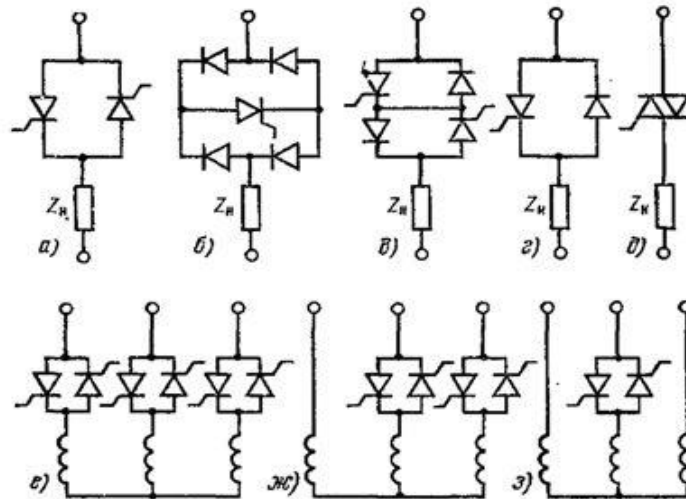 Zн Zн Zн Zн Zн
а) б) в) г) д)
е) ж) з)